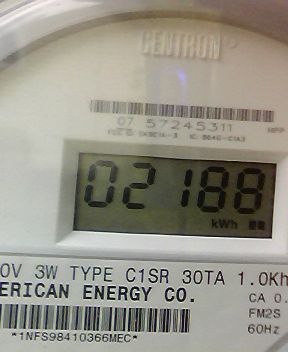 CENTRON
07 57245311
02188
kWh
0V 3W TYPE C1SR 30TA 1.0Kh
ERICAN ENERGY CO.
CA 0.
FM2S
60Hz
*1NFS98410366MEC*